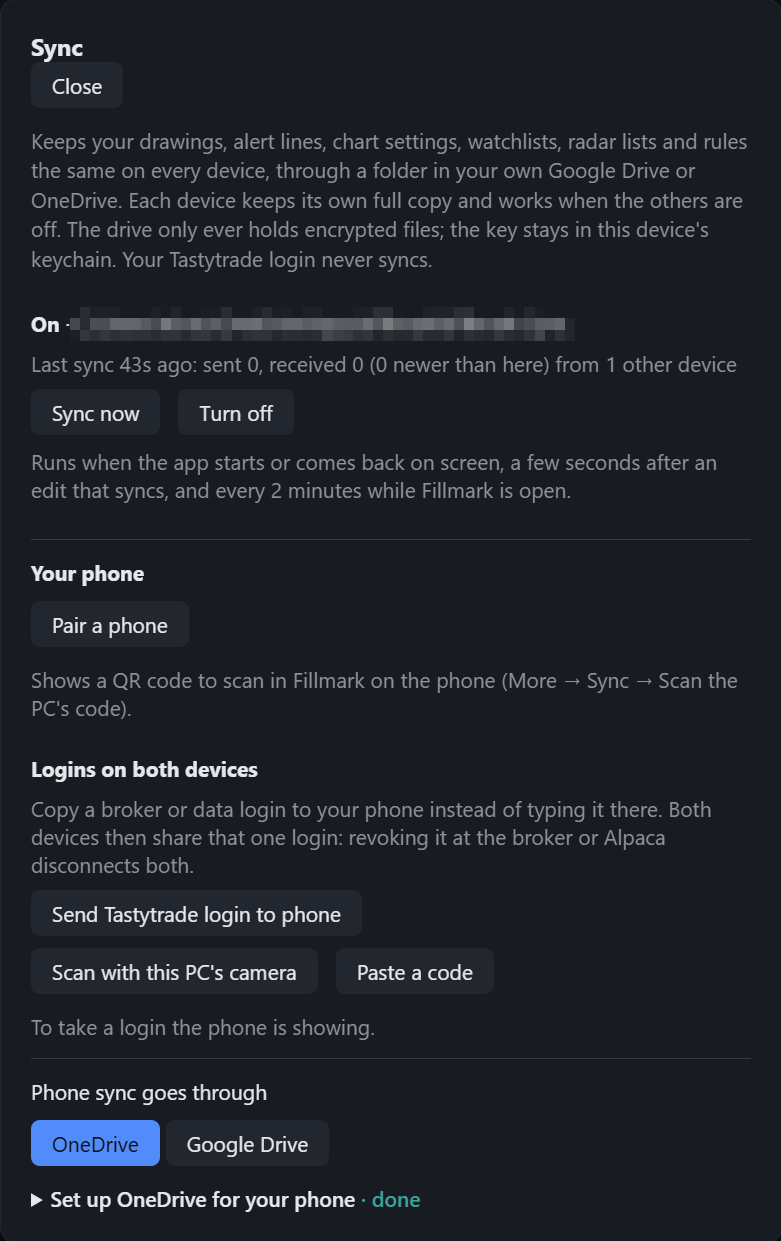 Sync
Close
Keeps your drawings, alert lines, chart settings, watchlists, radar lists and rules
the same on every device, through a folder in your own Google Drive or
OneDrive. Each device keeps its own full copy and works when the others are
off. The drive only ever holds encrypted files; the key stays in this device's
keychain. Your Tastytrade login never syncs.
On ·
Last sync 43s ago: sent 0, received 0 (0 newer than here) from 1 other device
Sync now Turn off
Runs when the app starts or comes back on screen, a few seconds after an
edit that syncs, and every 2 minutes while Fillmark is open.
Your phone
Pair a phone
Shows a QR code to scan in Fillmark on the phone (More → Sync → Scan the
PC's code).
Logins on both devices
Copy a broker or data login to your phone instead of typing it there. Both
devices then share that one login: revoking it at the broker or Alpaca
disconnects both.
Send Tastytrade login to phone
Scan with this PC's camera Paste a code
To take a login the phone is showing.
Phone sync goes through
OneDrive Google Drive
▶ Set up OneDrive for your phone · done